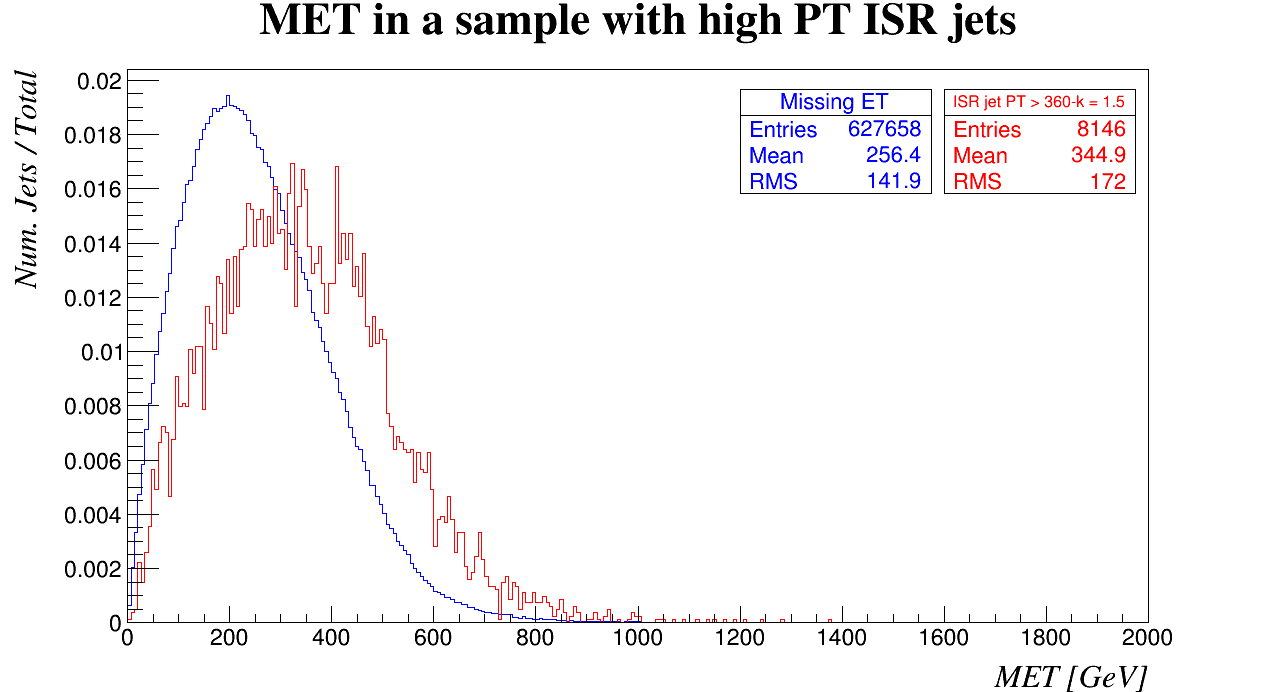 MET in a sample with high PT ISR jets
Num. Jets / Total
0.02
0.018
0.016
0.014
0.012
0.01
0.008
0.006
0.004
0.002
0
Missing ET
Entries 627658
Mean 256.4
RMS 141.9
ISR jet PT > 360-k = 1.5
Entries 8146
Mean 344.9
RMS 172
0 200 400 600 800 1000 1200 1400 1600 1800 2000
MET [GeV]